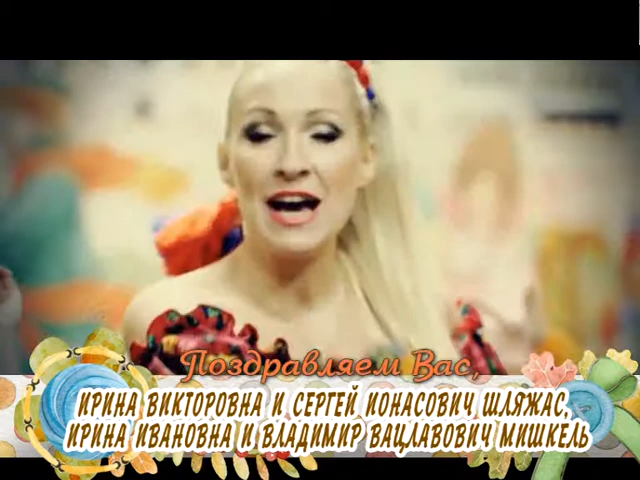 Поздравляем Вас,
ИРИНА ВИКТОРОВНА И СЕРГЕЙ ИОНАСОВИЧ ШЛЯЖАС,
ИРИНА ИВАНОВНА И ВЛАДИМИР ВАЦЛАВОВИЧ МИШКЕЛЬ